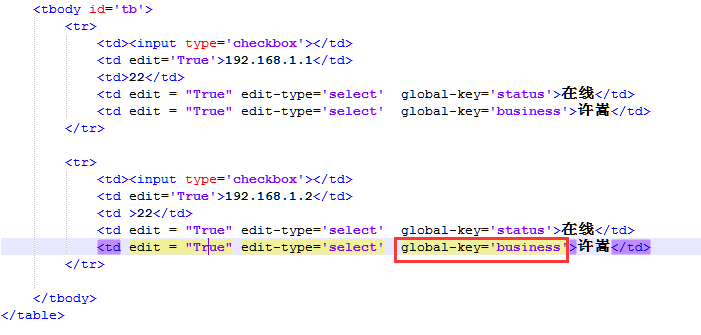 <tbody id='tb'>
<tr>
<td><input type='checkbox'></td>
<td edit='True'>192.168.1.1</td>
<td>22</td>
<td edit = "True" edit-type='select'  global-key='status'>在线</td>
<td edit = "True" edit-type='select'  global-key='business'>许嵩</td>
</tr>
<tr>
<td><input type='checkbox'></td>
<td edit='True'>192.168.1.2</td>
<td >22</td>
<td edit = "True" edit-type='select'  global-key='status'>在线</td>
<td edit = "True" edit-type='select'  global-key='business'>许嵩</td>
</tr>
</tbody>
</table>